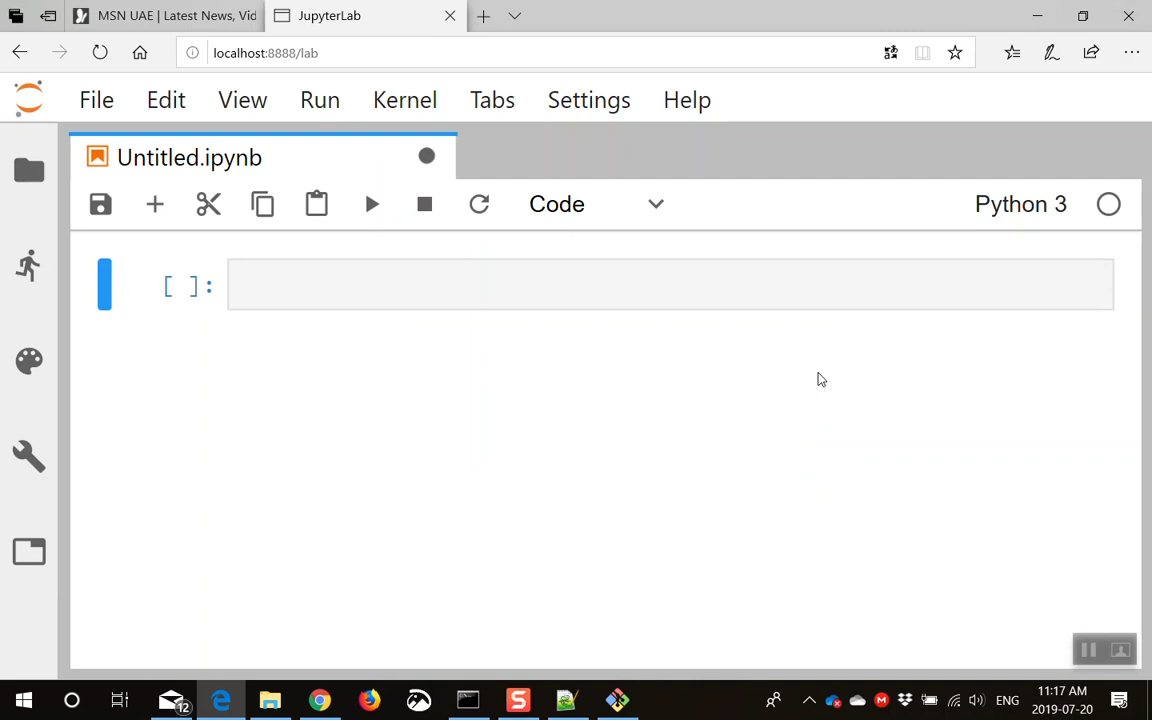 MSN UAE | Latest News, Vid
JupyterLab
localhost:8888/lab
File Edit View Run Kernel Tabs Settings Help
Untitled.ipynb
Code
Python 3
[ ]:
12
ENG
11:17 AM
2019-07-20